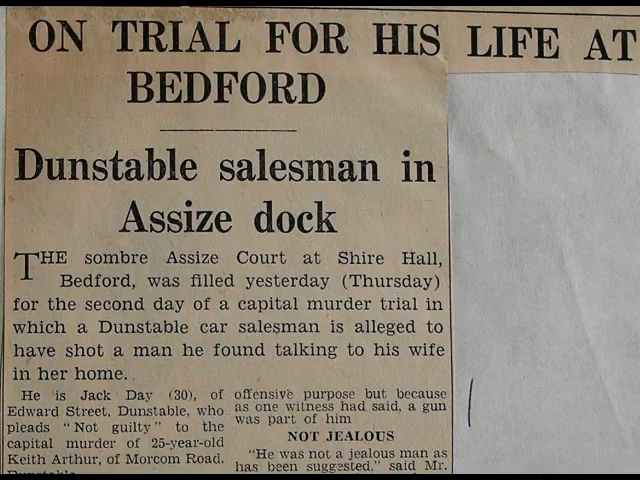 ON TRIAL FOR HIS LIFE AT
BEDFORD
Dunstable salesman in
Assize dock
THE sombre Assize Court at Shire Hall,
Bedford, was filled yesterday (Thursday)
for the second day of a capital murder trial in
which a Dunstable car salesman is alleged to
have shot a man he found talking to his wife
in her home.
He is Jack Day (30), of
Edward Street, Dunstable, who
pleads "Not guilty" to the
capital murder of 25-year-old
Keith Arthur, of Morcom Road,
Dunstable
offensive purpose but because
as one witness had said, a gun
was part of him
NOT JEALOUS
"He was not a jealous man as
has been suggested," said Mr.